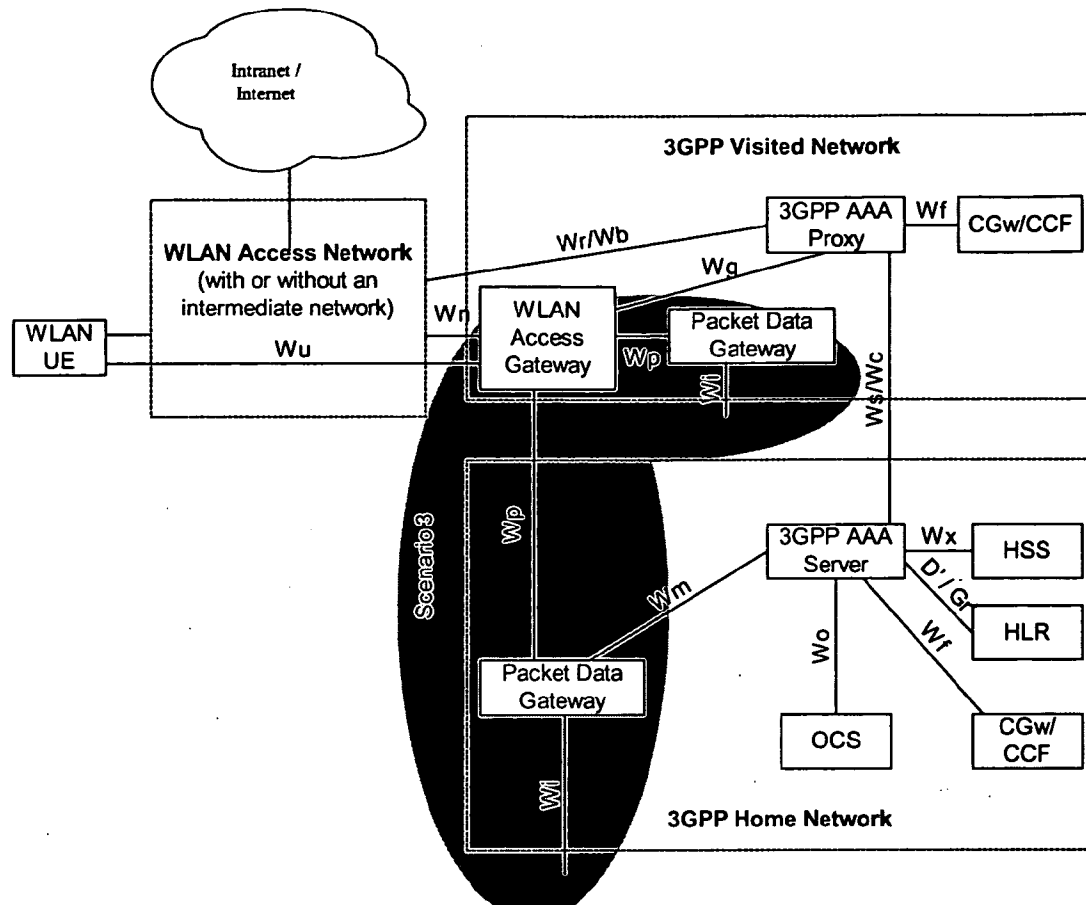 Intranet /
Internet
3GPP Visited Network
3GPP AAA
Proxy
Wf
CGw/CCF
Wr/Wb
Wg
WLAN Access Network
(with or without an
intermediate network)
Wn
WLAN
Access
Gateway
Packet Data
Gateway
WLAN
UE
Wu
Wp
Wi
Ws/Wc
Scenario 3
Wp
3GPP AAA
Server
Wx
HSS
D' / Gr
HLR
Wm
Wo
Wf
Packet Data
Gateway
OCS
CGw/
CCF
Wi
3GPP Home Network